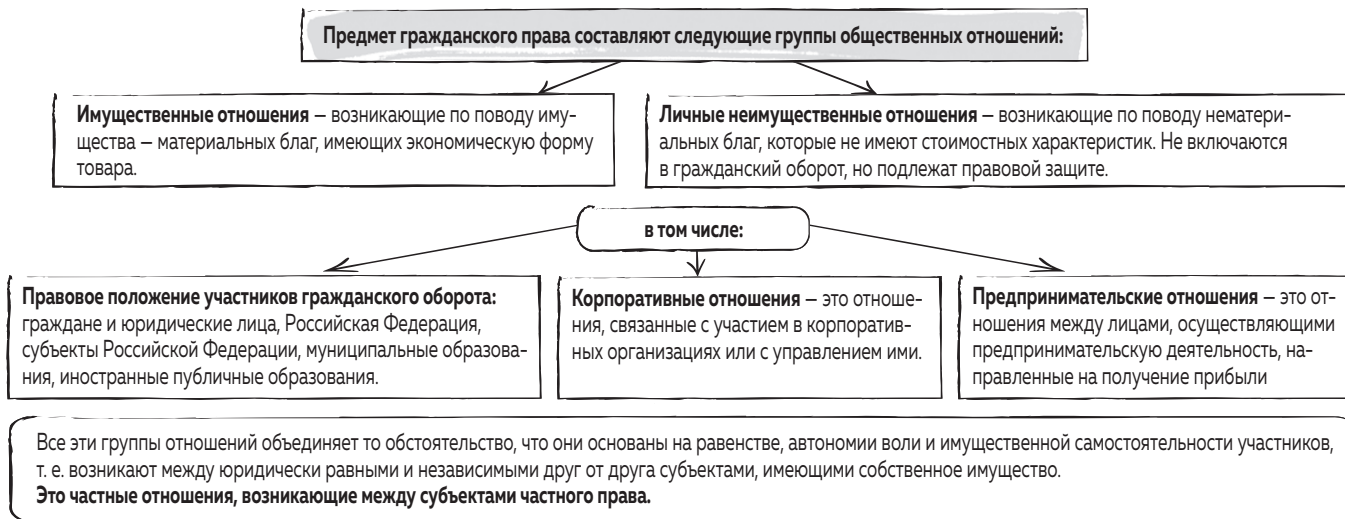 Предмет гражданского права составляют следующие группы общественных отношений:
Имущественные отношения – возникающие по поводу иму-
щества – материальных благ, имеющих экономическую форму
товара.
Личные неимущественные отношения – возникающие по поводу нематери-
альных благ, которые не имеют стоимостных характеристик. Не включаются
в гражданский оборот, но подлежат правовой защите.
в том числе:
Правовое положение участников гражданского оборота:
граждане и юридические лица, Российская Федерация,
субъекты Российской Федерации, муниципальные образова-
ния, иностранные публичные образования.
Корпоративные отношения – это отноше-
ния, связанные с участием в корпоратив-
ных организациях или с управлением ими.
Предпринимательские отношения – это от-
ношения между лицами, осуществляющими
предпринимательскую деятельность, на-
правленные на получение прибыли
Все эти группы отношений объединяет то обстоятельство, что они основаны на равенстве, автономии воли и имущественной самостоятельности участников,
т. е. возникают между юридически равными и независимыми друг от друга субъектами, имеющими собственное имущество.
Это частные отношения, возникающие между субъектами частного права.